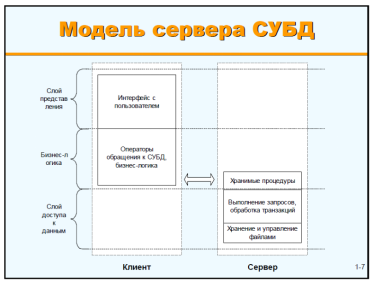 Модель сервера СУБД
Слой
представ
ления
Интерфейс с
пользователем
Бизнес-л
огика
Операторы
обращения к СУБД,
бизнес-логика
Хранимые процедуры
Слой
доступа
к
данным
Выполнение запросов,
обработка транзакций
Хранение и управление
файлами
Клиент
Сервер
1-7